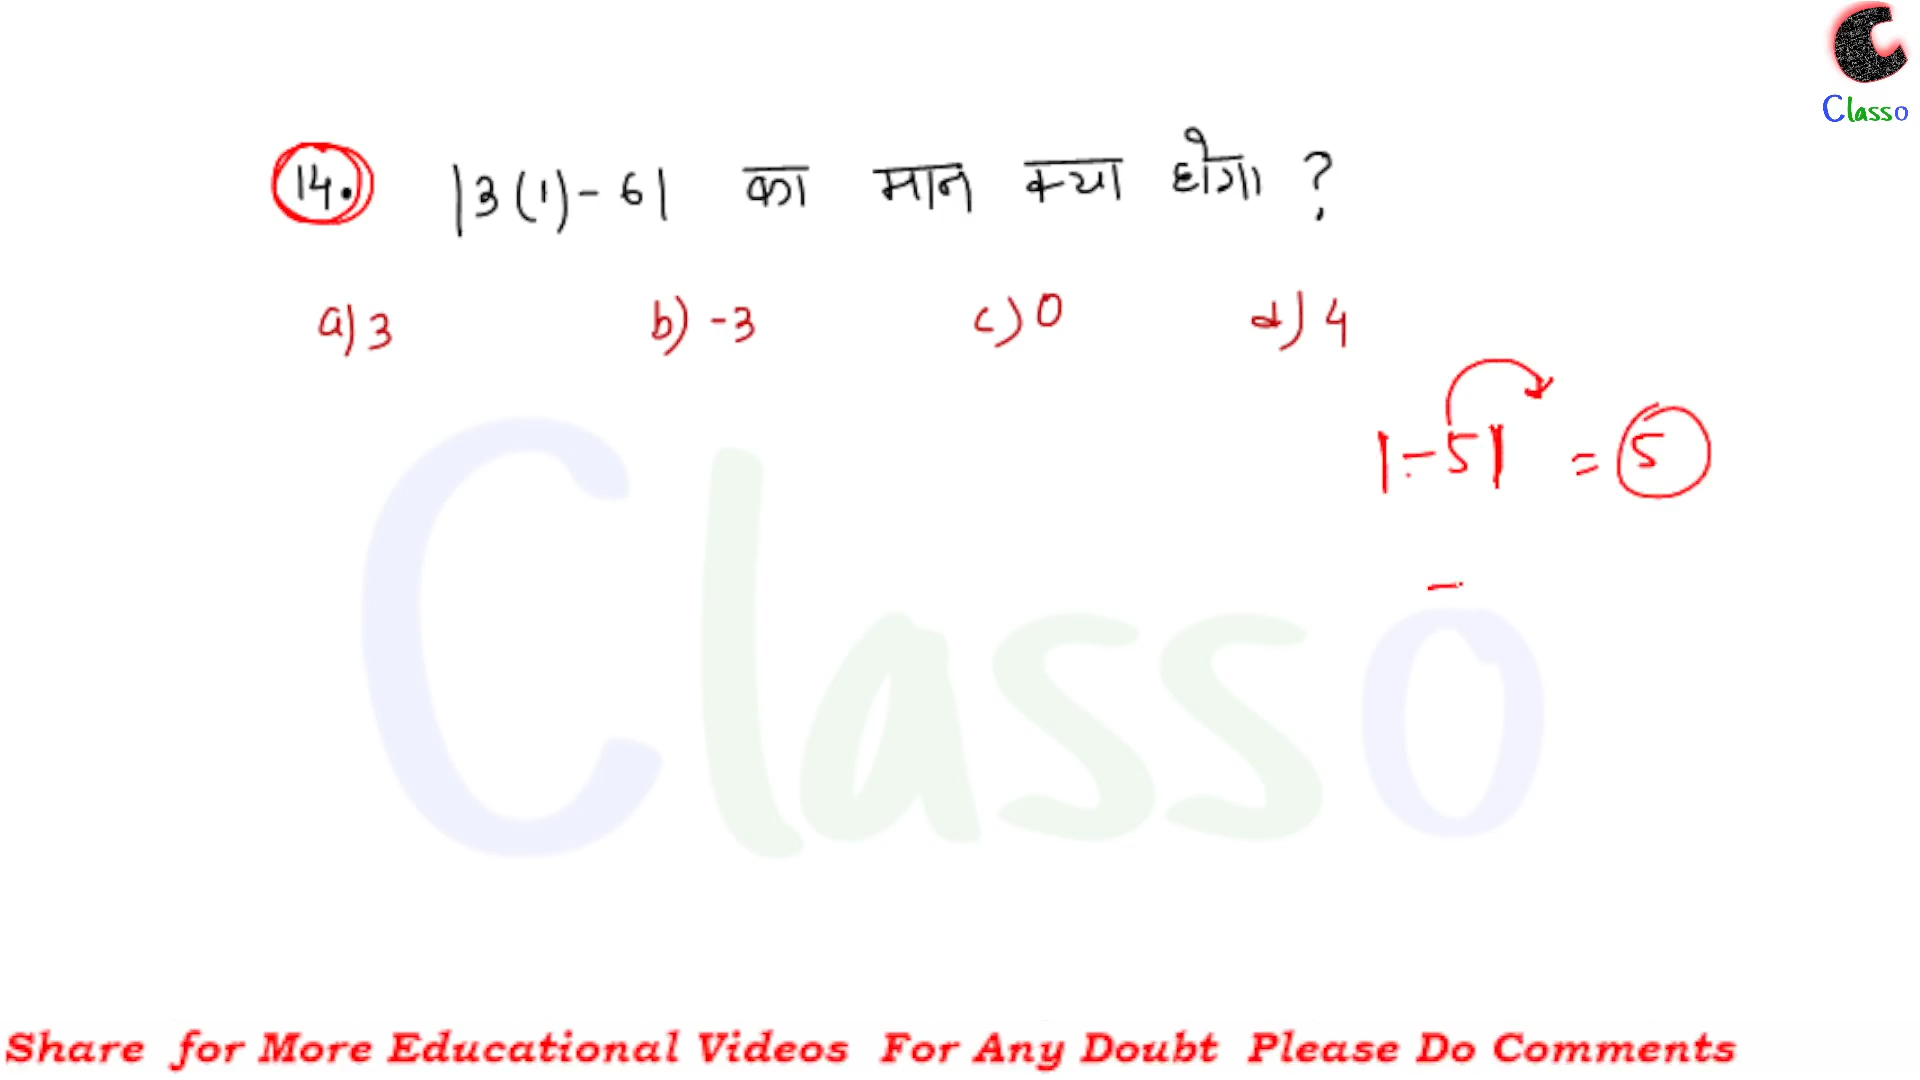 Classo
14. |3(1)-6| का मान क्या होगा ?
a) 3 b) -3 c) 0 d) 4
|-5| = 5
-
Classo
Share for More Educational Videos For Any Doubt Please Do Comments